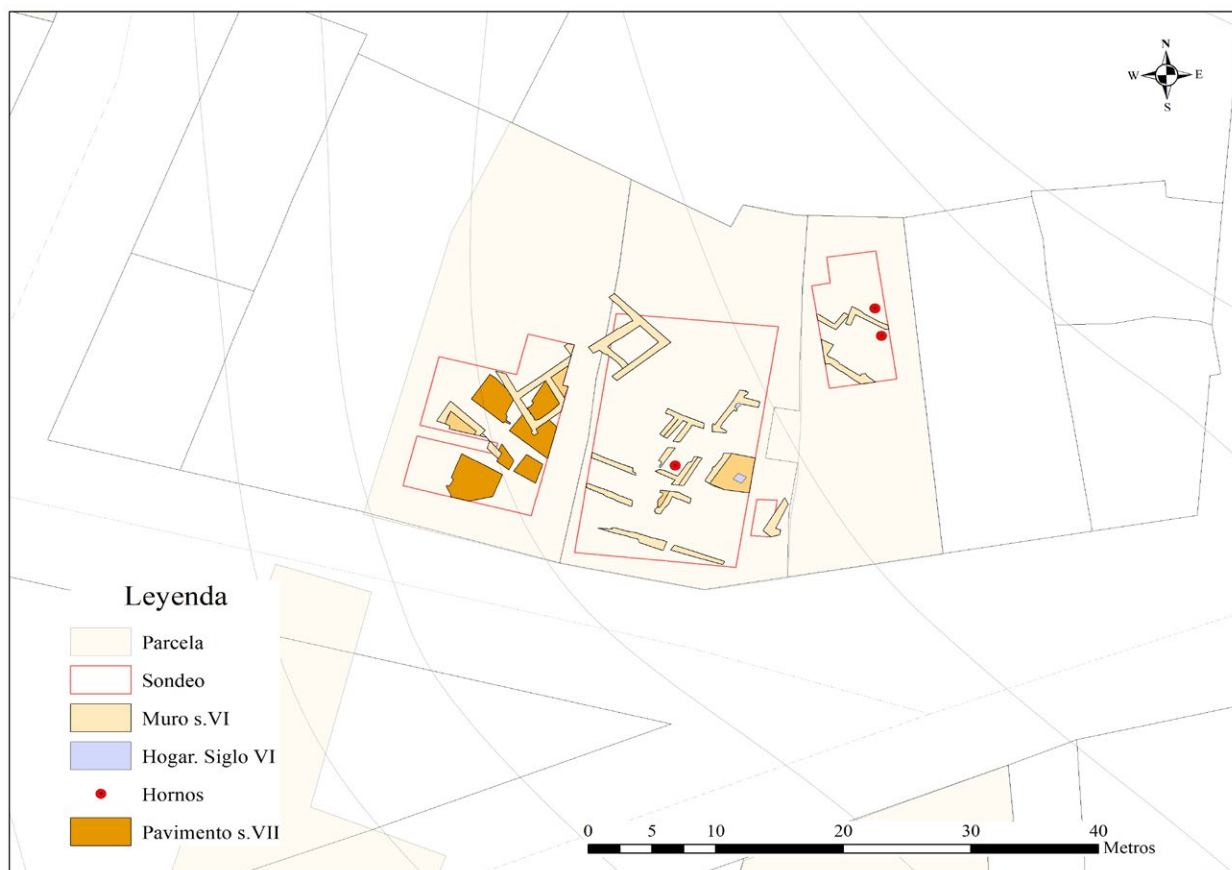 N
W E
S
Leyenda
Parcela
Sondeo
Muro s.VI
Hogar. Siglo VI
Hornos
Pavimento s.VII
0 5 10 20 30 40
Metros